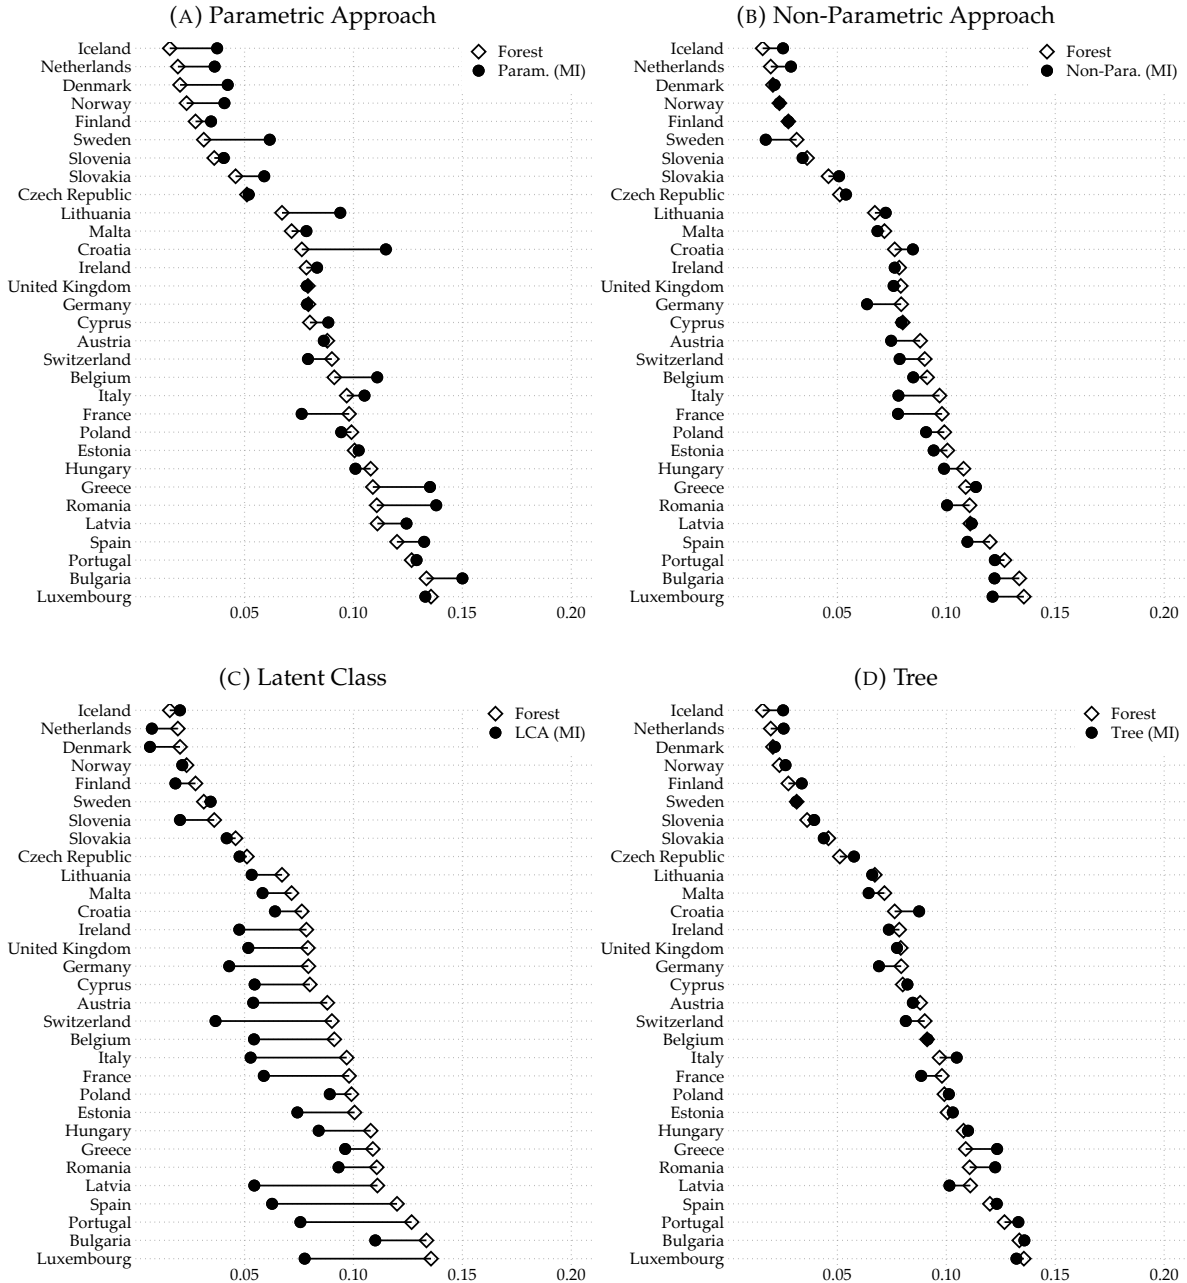 (A) Parametric Approach
Iceland
Netherlands
Denmark
Norway
Finland
Sweden
Slovenia
Slovakia
Czech Republic
Lithuania
Malta
Croatia
Ireland
United Kingdom
Germany
Cyprus
Austria
Switzerland
Belgium
Italy
France
Poland
Estonia
Hungary
Greece
Romania
Latvia
Spain
Portugal
Bulgaria
Luxembourg
Forest
Param. (MI)
0.05 0.10 0.15 0.20
(B) Non-Parametric Approach
Iceland
Netherlands
Denmark
Norway
Finland
Sweden
Slovenia
Slovakia
Czech Republic
Lithuania
Malta
Croatia
Ireland
United Kingdom
Germany
Cyprus
Austria
Switzerland
Belgium
Italy
France
Poland
Estonia
Hungary
Greece
Romania
Latvia
Spain
Portugal
Bulgaria
Luxembourg
Forest
Non-Para. (MI)
0.05 0.10 0.15 0.20
(C) Latent Class
Iceland
Netherlands
Denmark
Norway
Finland
Sweden
Slovenia
Slovakia
Czech Republic
Lithuania
Malta
Croatia
Ireland
United Kingdom
Germany
Cyprus
Austria
Switzerland
Belgium
Italy
France
Poland
Estonia
Hungary
Greece
Romania
Latvia
Spain
Portugal
Bulgaria
Luxembourg
Forest
LCA (MI)
0.05 0.10 0.15 0.20
(D) Tree
Iceland
Netherlands
Denmark
Norway
Finland
Sweden
Slovenia
Slovakia
Czech Republic
Lithuania
Malta
Croatia
Ireland
United Kingdom
Germany
Cyprus
Austria
Switzerland
Belgium
Italy
France
Poland
Estonia
Hungary
Greece
Romania
Latvia
Spain
Portugal
Bulgaria
Luxembourg
Forest
Tree (MI)
0.05 0.10 0.15 0.20